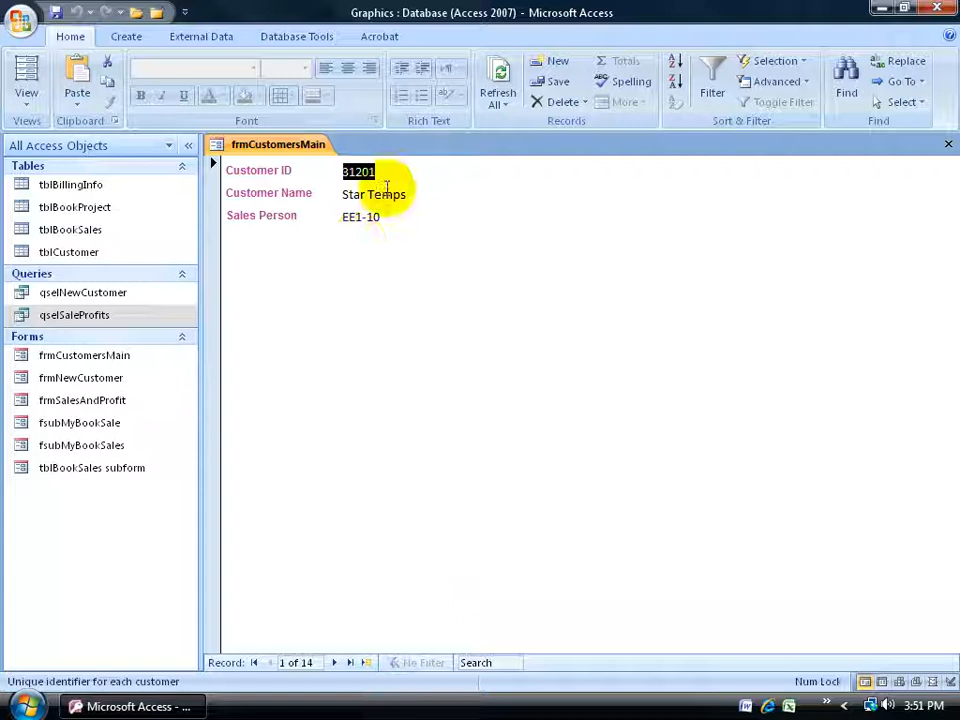 Graphics : Database (Access 2007) - Microsoft Access
Home Create External Data Database Tools Acrobat
View
Views
Paste
Clipboard
B I U A
Font
Rich Text
Refresh All
New
Save
Delete
Totals
Spelling
More
Records
Filter
Selection
Advanced
Toggle Filter
Sort & Filter
Find
Replace
Go To
Select
Find
All Access Objects
Tables
tblBillingInfo
tblBookProject
tblBookSales
tblCustomer
Queries
qselNewCustomer
qselSaleProfits
Forms
frmCustomersMain
frmNewCustomer
frmSalesAndProfit
fsubMyBookSale
fsubMyBookSales
tblBookSales subform
frmCustomersMain
Customer ID 31201
Customer Name Star Temps
Sales Person EE1-10
Record: 1 of 14 No Filter Search
Unique identifier for each customer
Num Lock
Microsoft Access - ...
3:51 PM